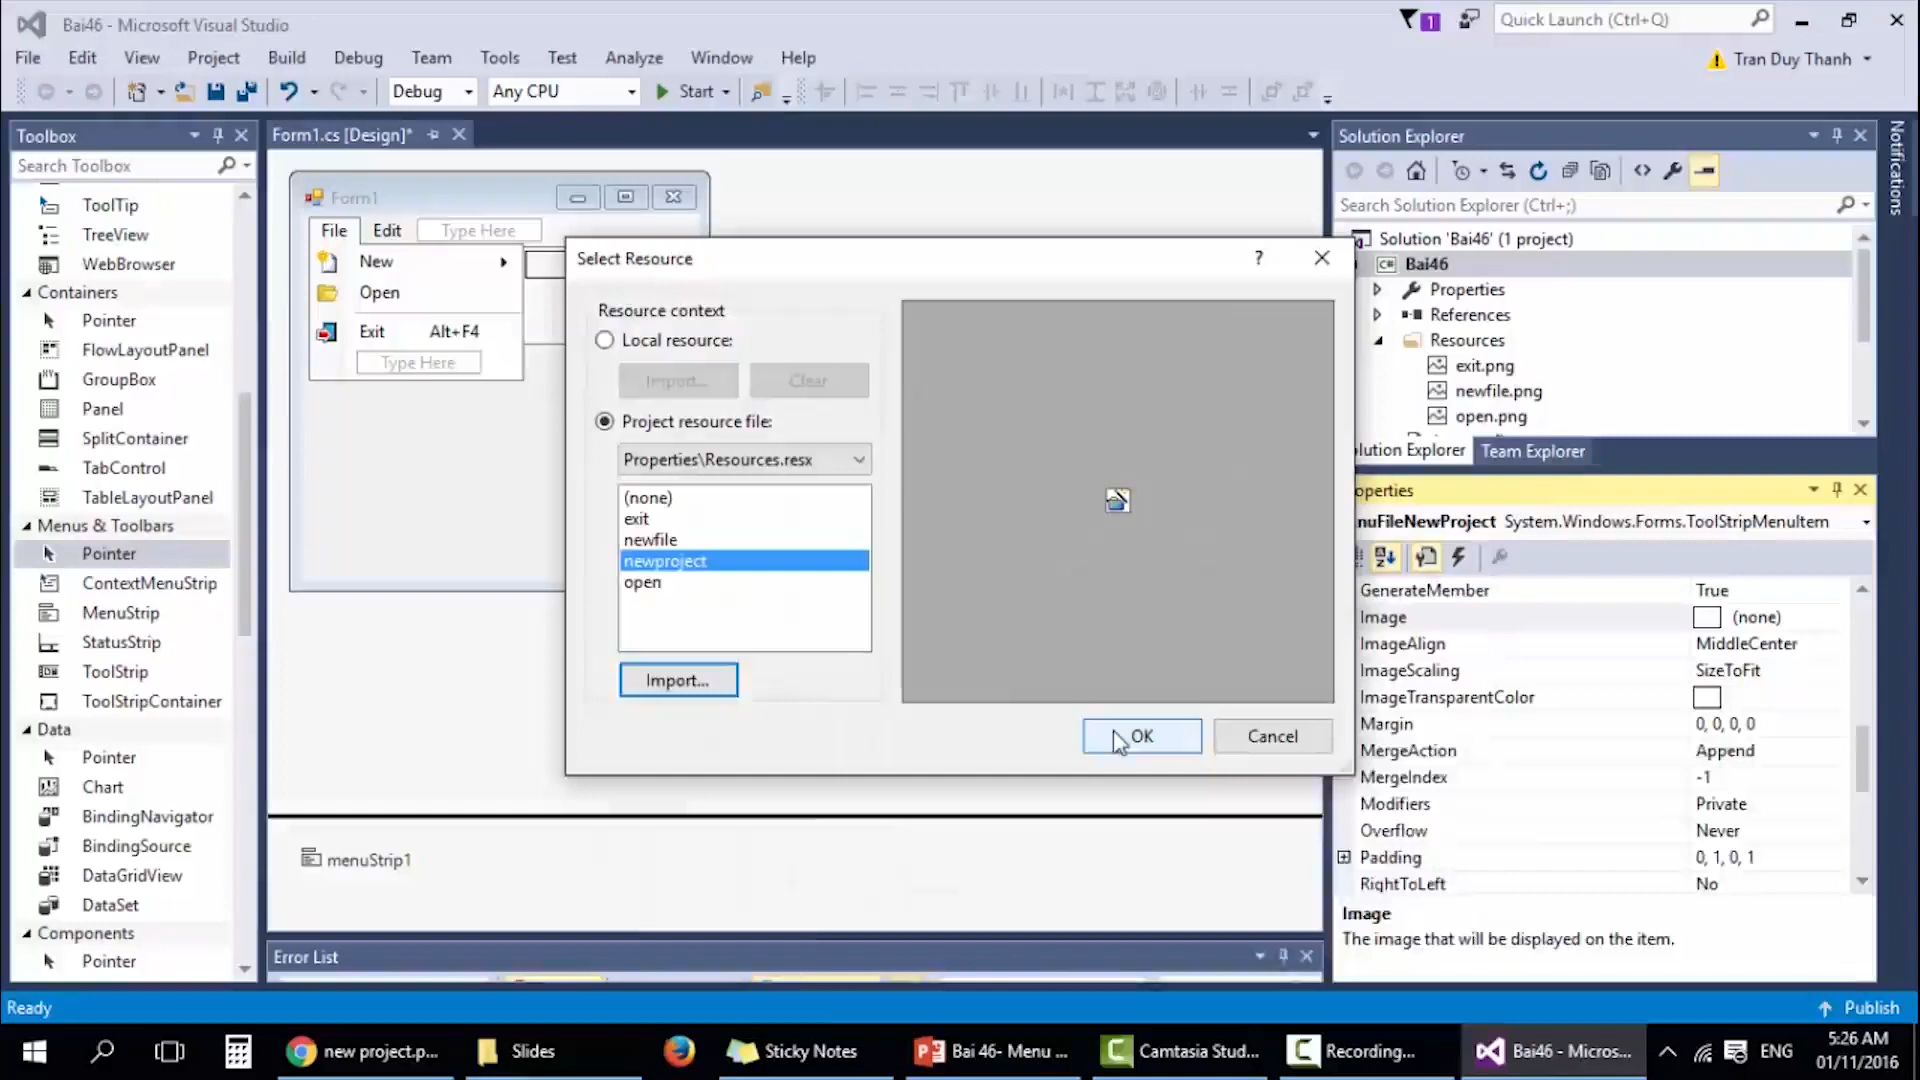 Bai46 - Microsoft Visual Studio
1
Quick Launch (Ctrl+Q)
File Edit View Project Build Debug Team Tools Test Analyze Window Help
Tran Duy Thanh
Debug
Any CPU
Start
Toolbox
Search Toolbox
ToolTip
TreeView
WebBrowser
Containers
Pointer
FlowLayoutPanel
GroupBox
Panel
SplitContainer
TabControl
TableLayoutPanel
Menus & Toolbars
Pointer
ContextMenuStrip
MenuStrip
StatusStrip
ToolStrip
ToolStripContainer
Data
Pointer
Chart
BindingNavigator
BindingSource
DataGridView
DataSet
Components
Pointer
Form1.cs [Design]*
Form1
File Edit Type Here
New
Open
Exit Alt+F4
Type Here
Select Resource
?
Resource context
Local resource:
Import...
Clear
Project resource file:
Properties\Resources.resx
(none)
exit
newfile
newproject
open
Import...
OK
Cancel
menuStrip1
Error List
Solution Explorer
Search Solution Explorer (Ctrl+;)
Solution 'Bai46' (1 project)
C# Bai46
Properties
References
Resources
exit.png
newfile.png
open.png
lution Explorer
Team Explorer
operties
nuFileNewProject System.Windows.Forms.ToolStripMenuItem
GenerateMember True
Image (none)
ImageAlign MiddleCenter
ImageScaling SizeToFit
ImageTransparentColor
Margin 0, 0, 0, 0
MergeAction Append
MergeIndex -1
Modifiers Private
Overflow Never
Padding 0, 1, 0, 1
RightToLeft No
Image
The image that will be displayed on the item.
Notifications
Ready
Publish
new project.p...
Slides
Sticky Notes
Bai 46- Menu ...
Camtasia Stud...
Recording...
Bai46 - Micros...
ENG
5:26 AM
01/11/2016